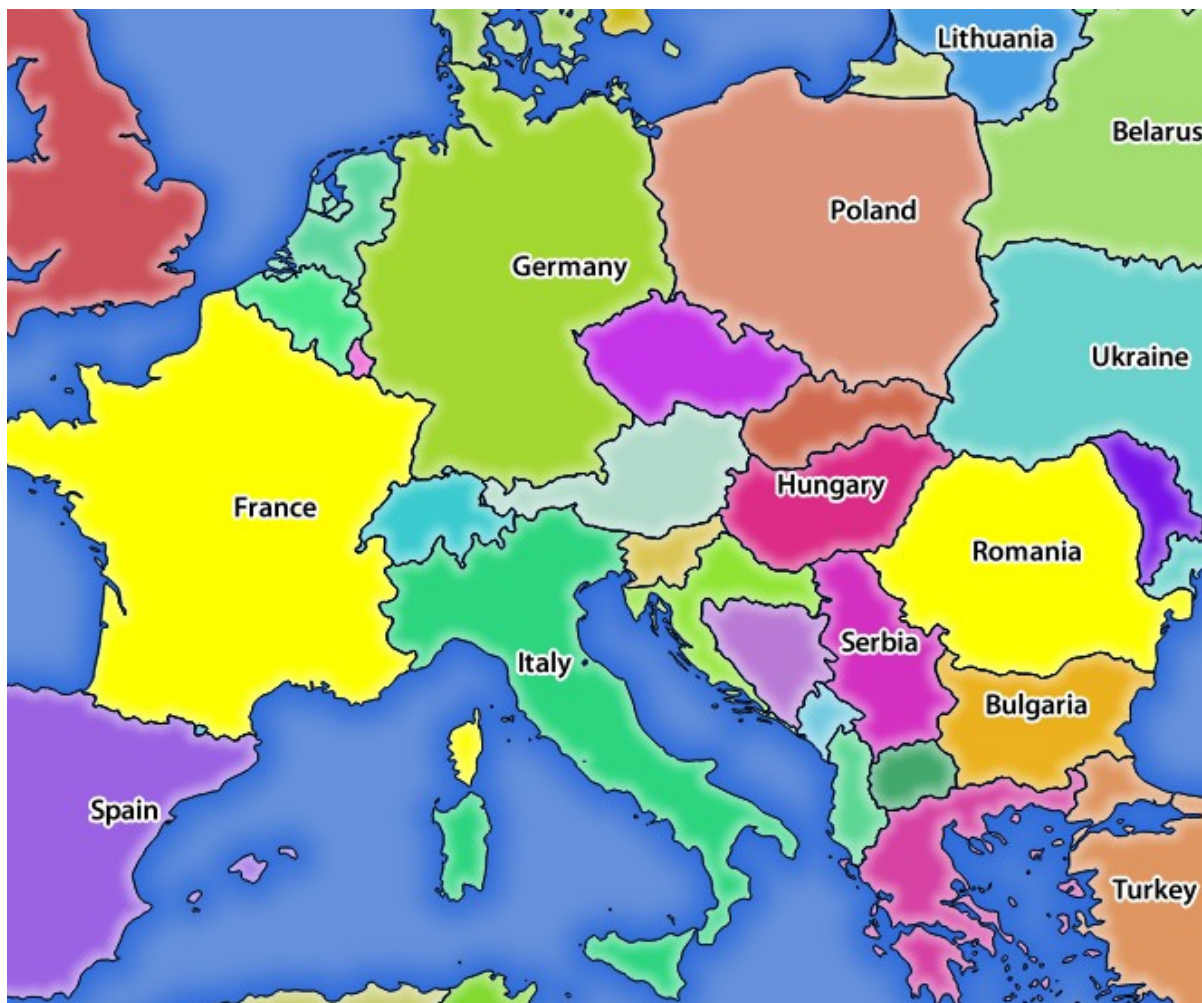 Lithuania
Belarus
Poland
Germany
Ukraine
Hungary
France
Romania
Serbia
Italy
Bulgaria
Spain
Turkey